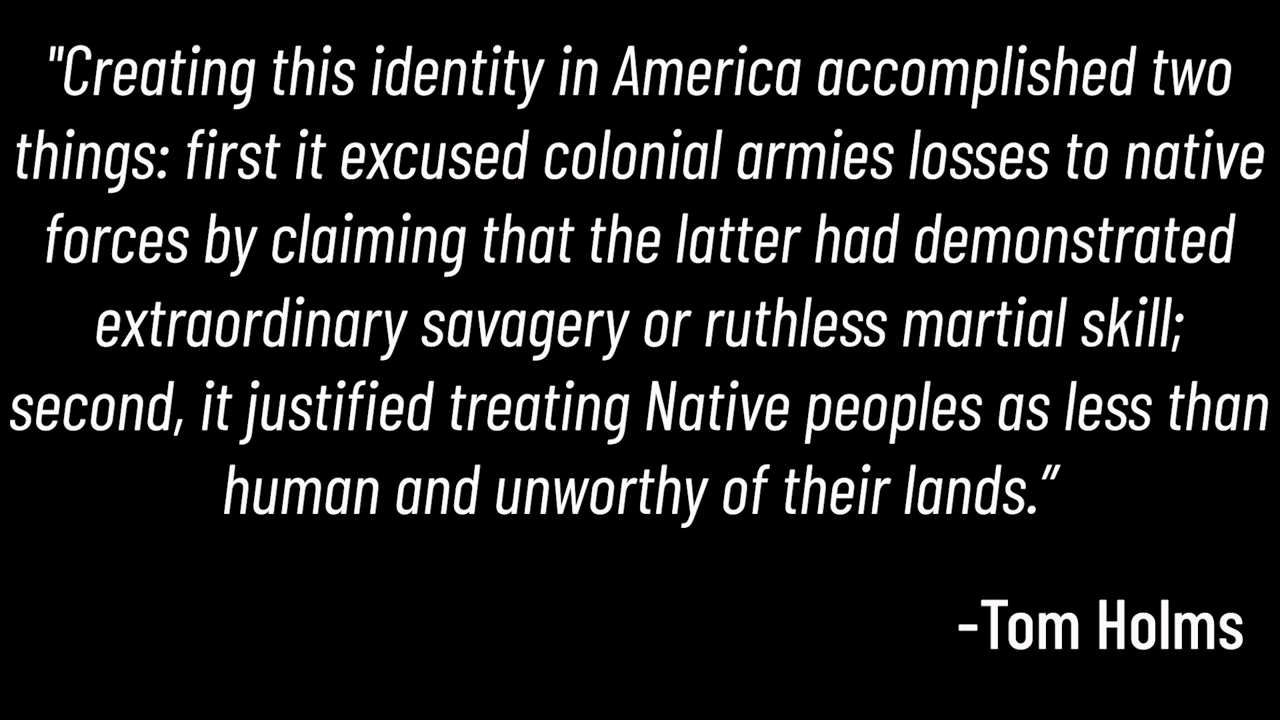 "Creating this identity in America accomplished two
things: first it excused colonial armies losses to native
forces by claiming that the latter had demonstrated
extraordinary savagery or ruthless martial skill;
second, it justified treating Native peoples as less than
human and unworthy of their lands.”
-Tom Holms